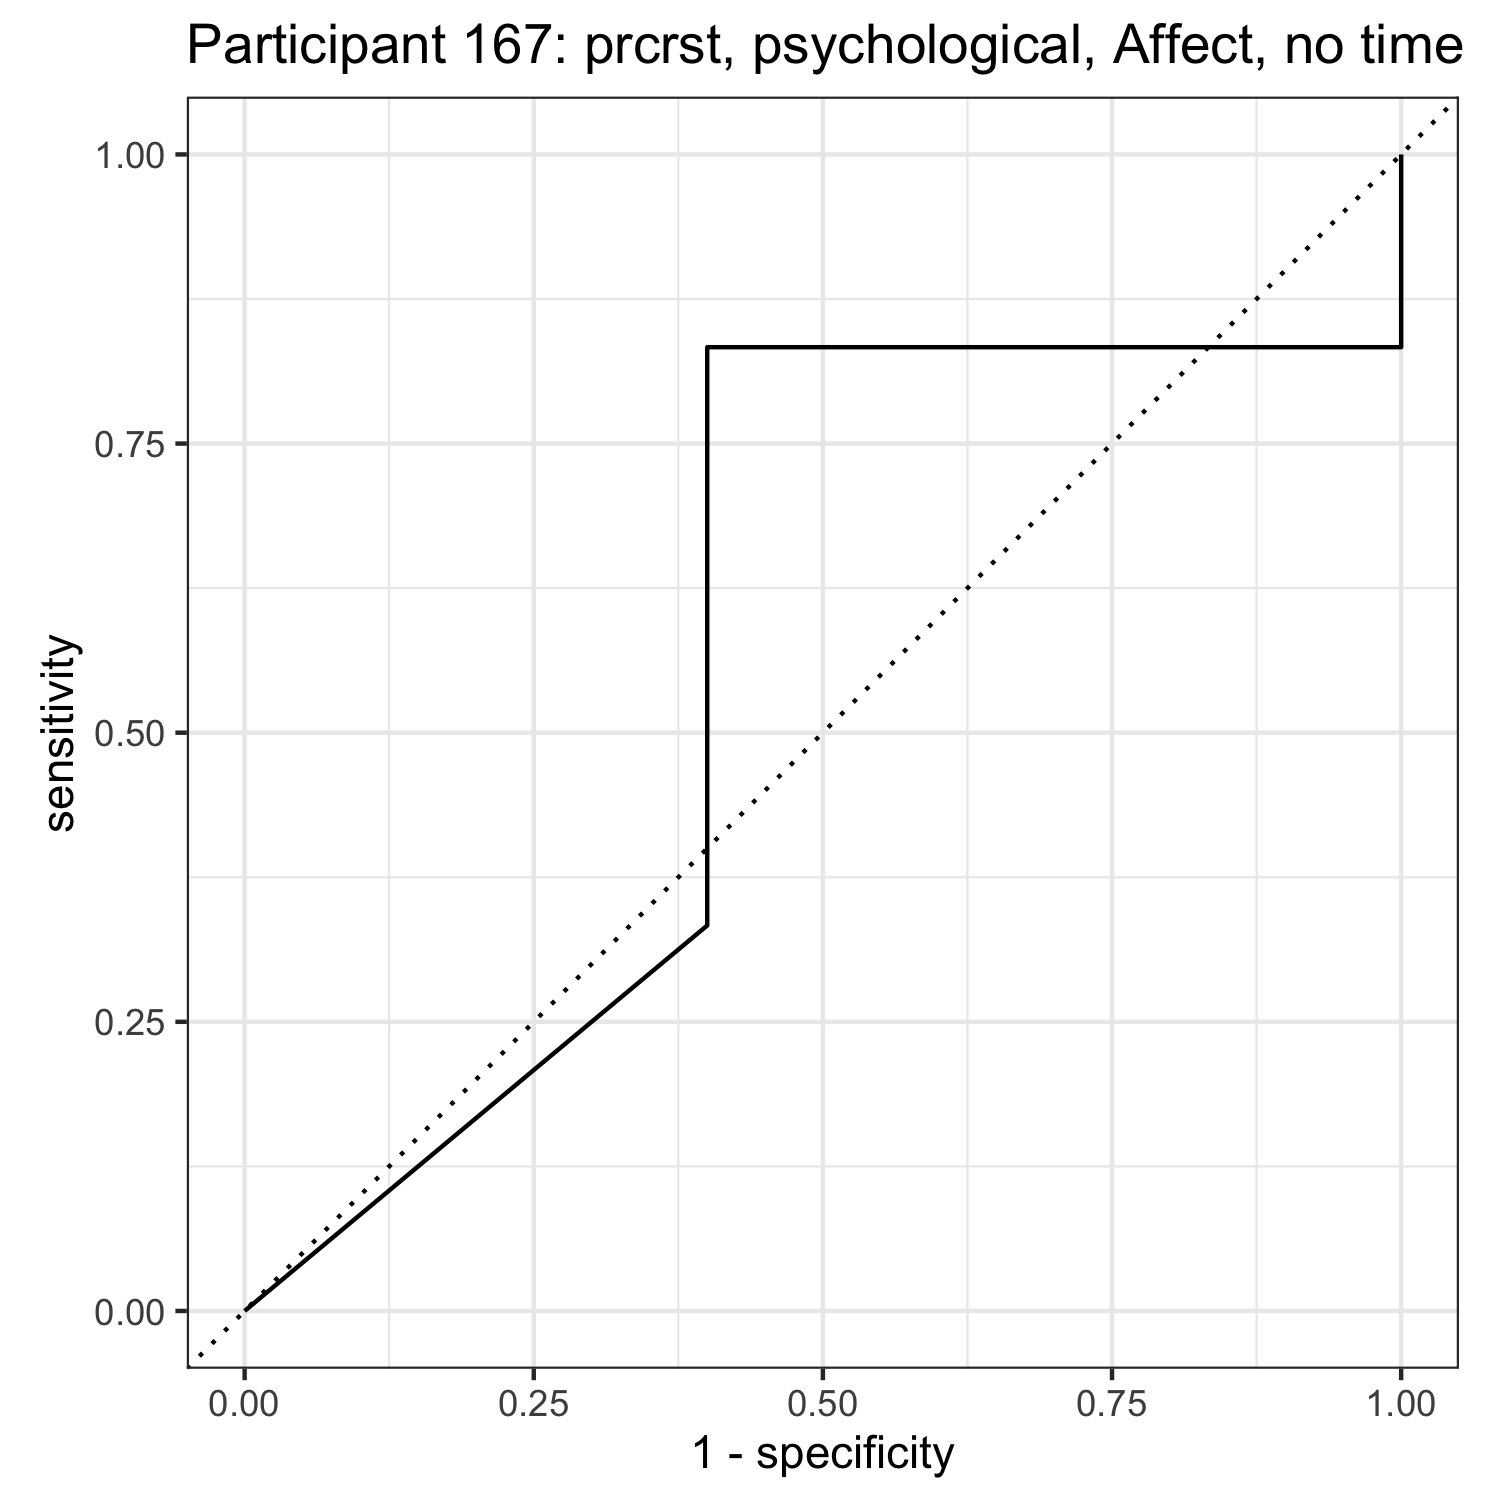 Participant 167: prcrst, psychological, Affect, no time
1.00
0.75
0.50
0.25
0.00
sensitivity
0.00 0.25 0.50 0.75 1.00
1 - specificity